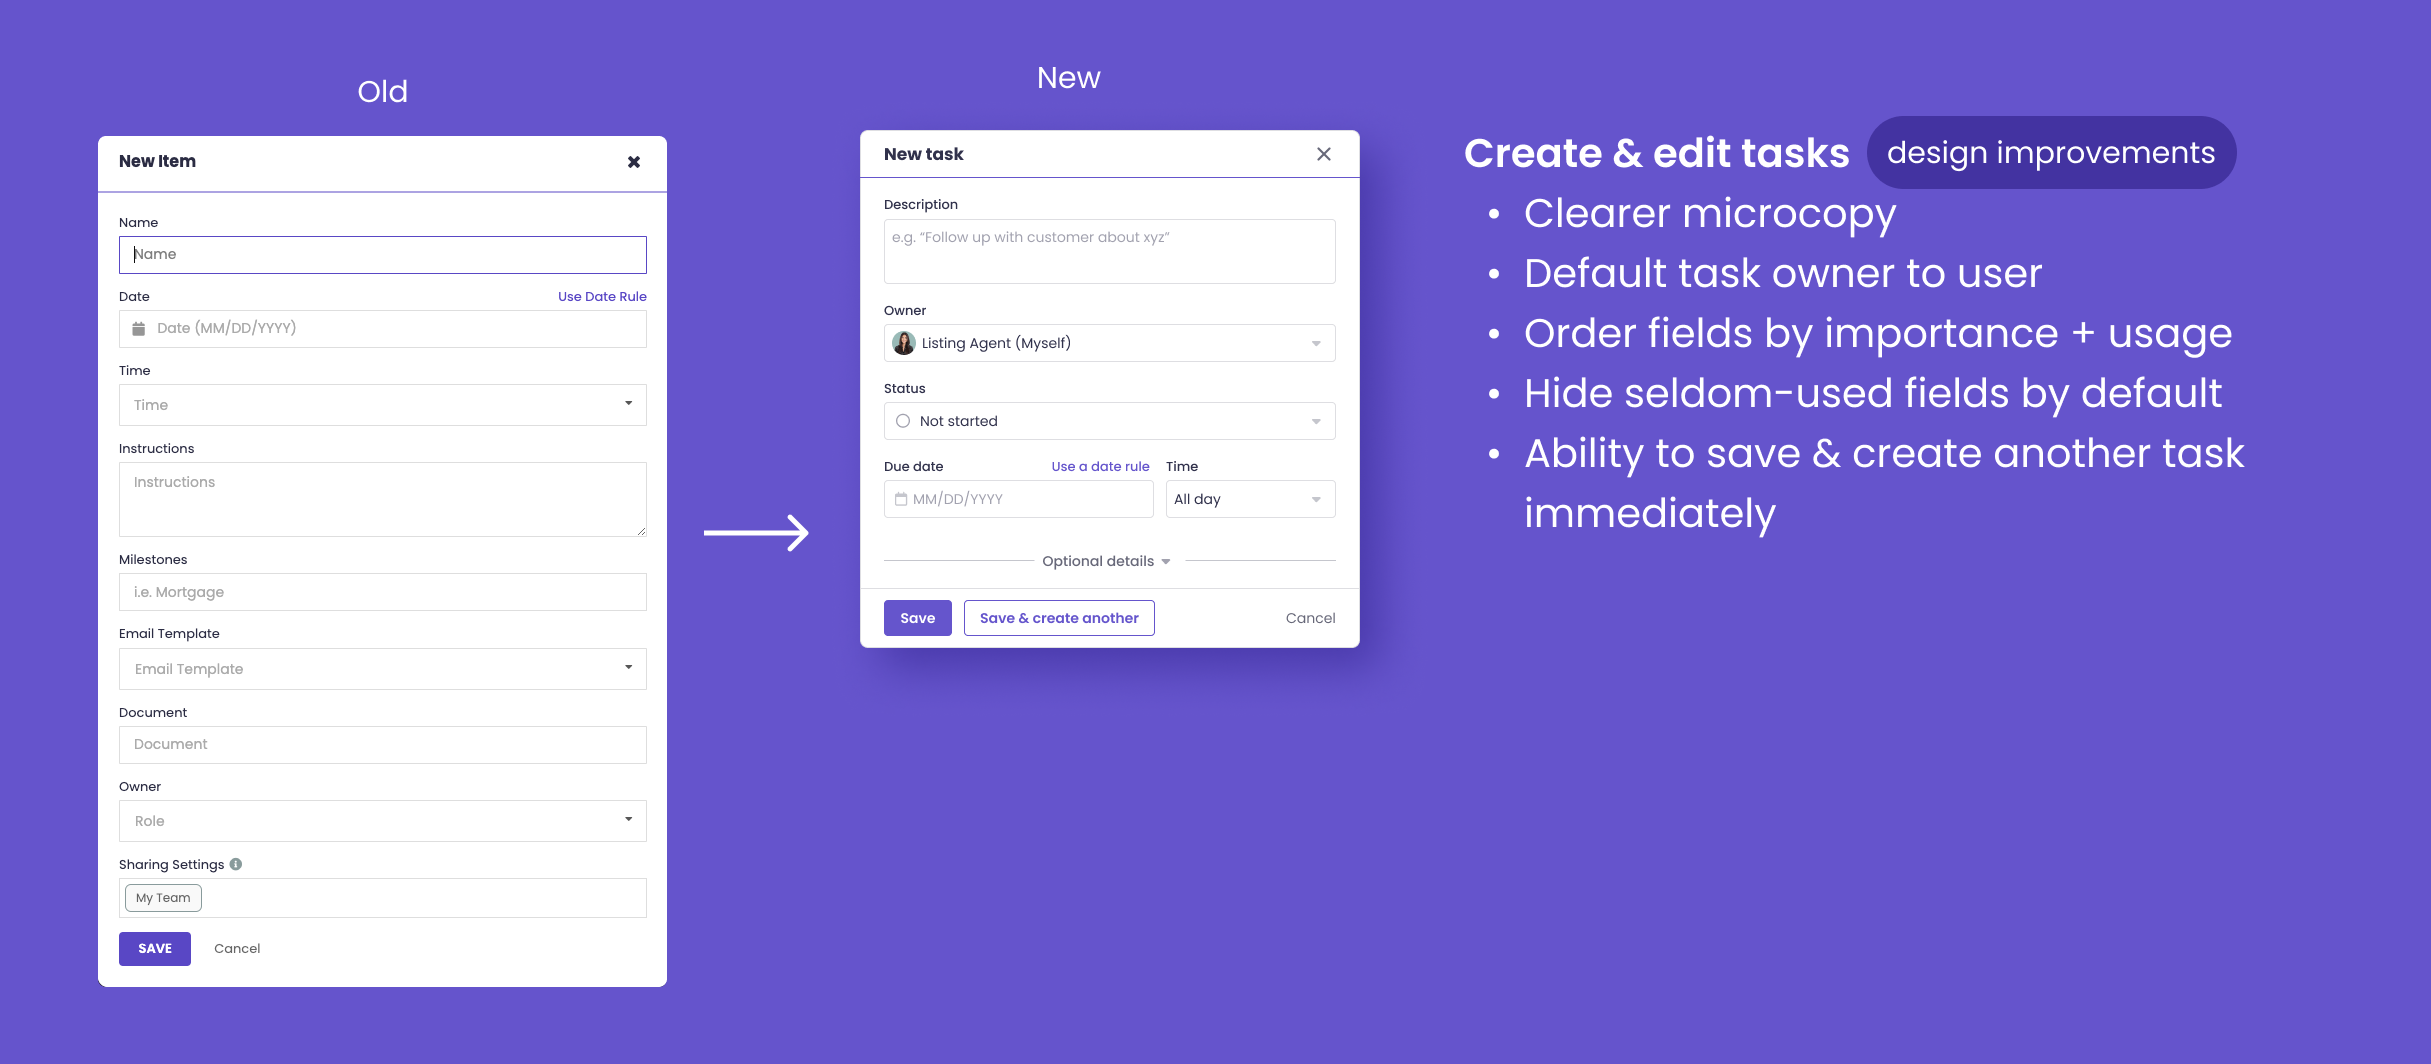 Old
New Item
Name
Name
Date
Use Date Rule
Date (MM/DD/YYYY)
Time
Time
Instructions
Instructions
Milestones
i.e. Mortgage
Email Template
Email Template
Document
Document
Owner
Role
Sharing Settings
My Team
SAVE
Cancel
New
New task
Description
e.g. “Follow up with customer about xyz”
Owner
Listing Agent (Myself)
Status
Not started
Due date
Use a date rule
Time
MM/DD/YYYY
All day
Optional details
Save
Save & create another
Cancel
Create & edit tasks design improvements
• Clearer microcopy
• Default task owner to user
• Order fields by importance + usage
• Hide seldom-used fields by default
• Ability to save & create another task
immediately